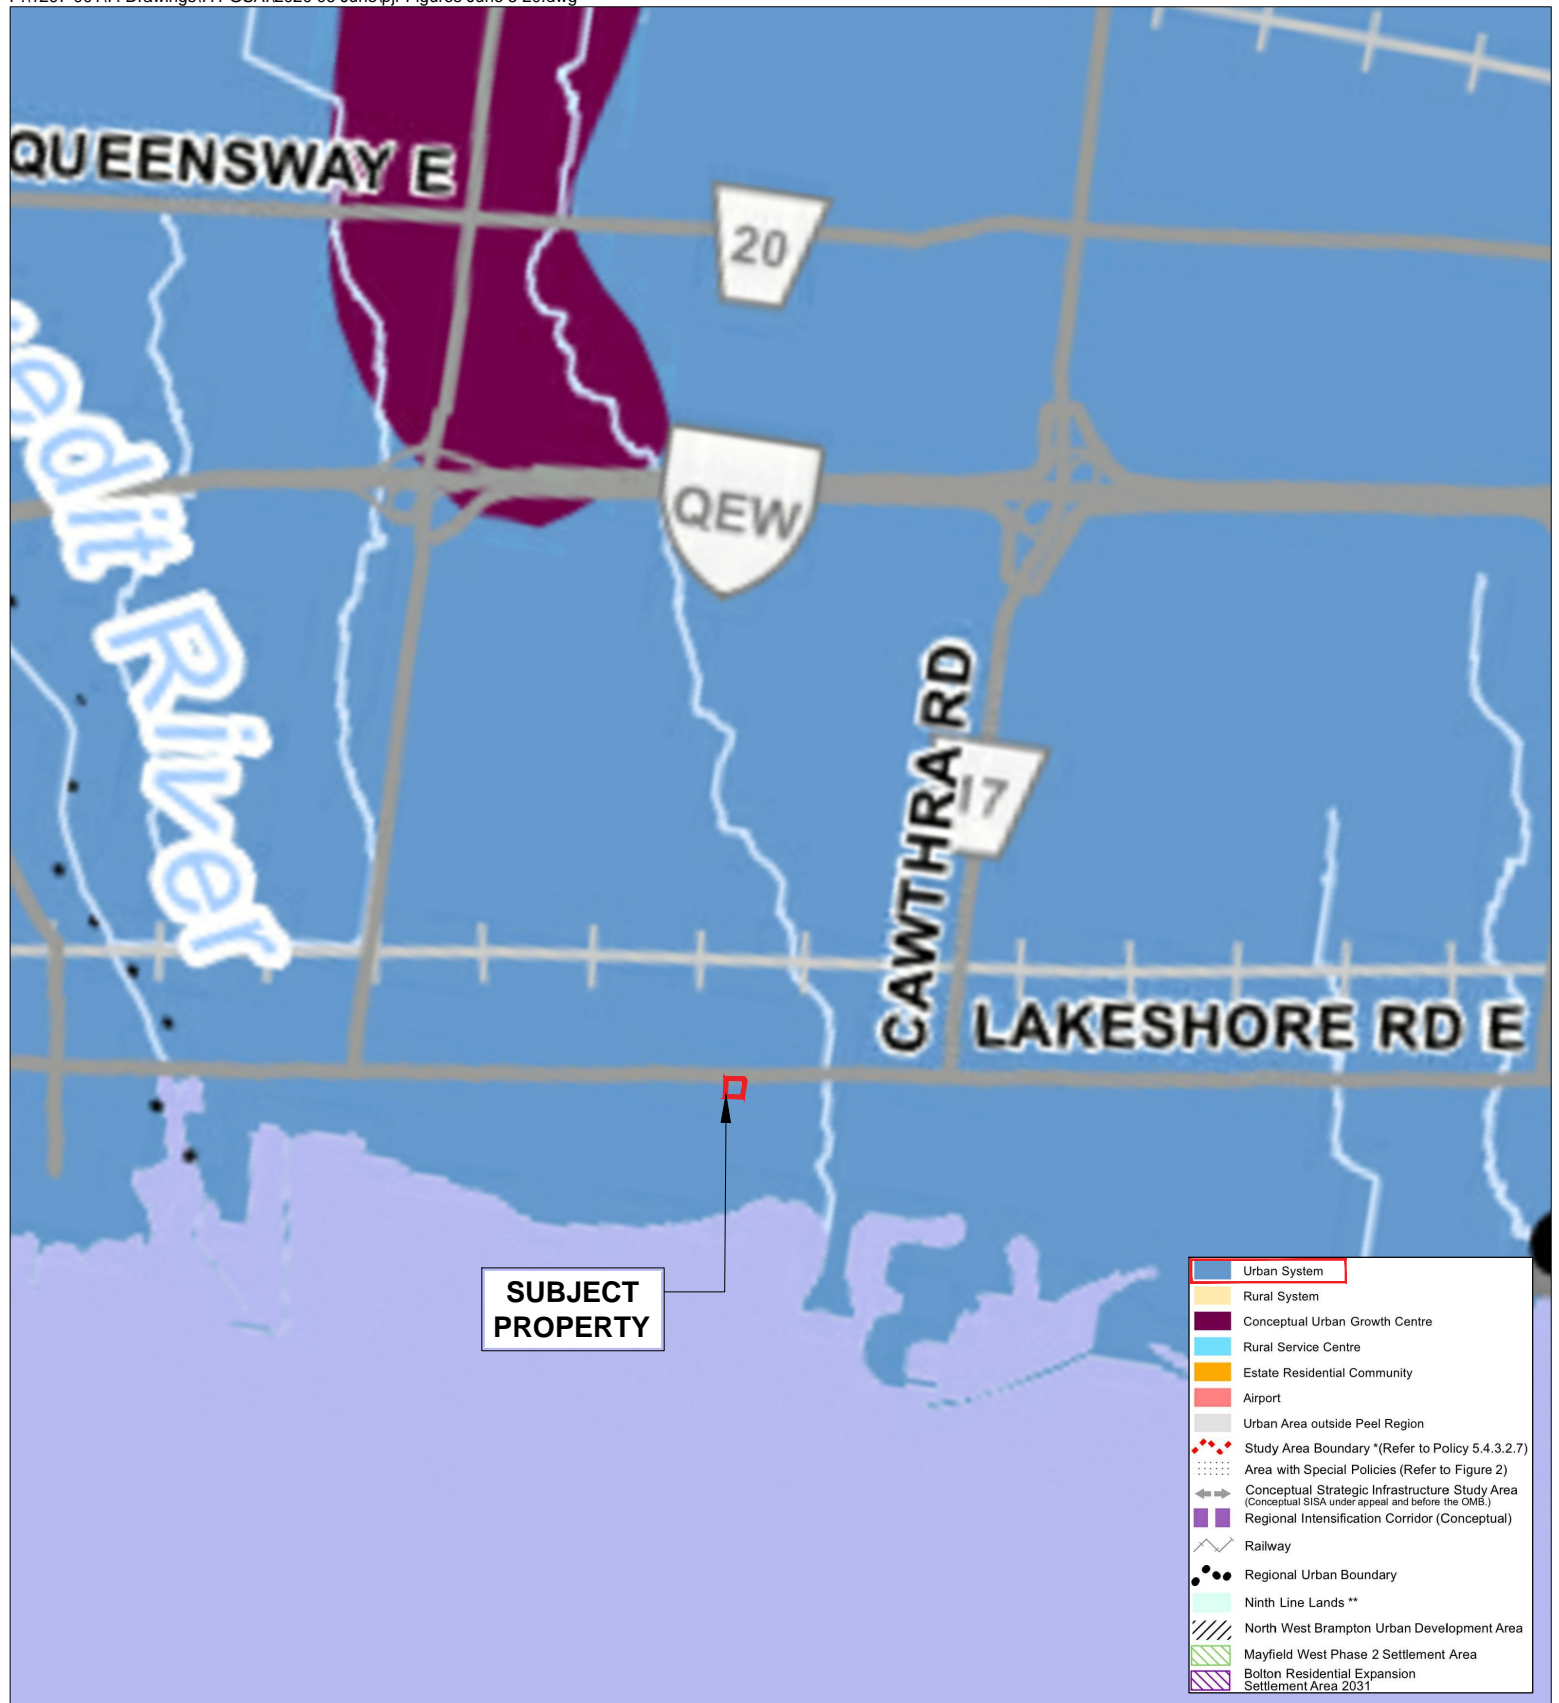 QUEENSWAY E
20
QEW
edit River
CAWTHRA RD
17
LAKESHORE RD E
SUBJECT
PROPERTY
Urban System
Rural System
Conceptual Urban Growth Centre
Rural Service Centre
Estate Residential Community
Airport
Urban Area outside Peel Region
Study Area Boundary *(Refer to Policy 5.4.3.2.7)
Area with Special Policies (Refer to Figure 2)
Conceptual Strategic Infrastructure Study Area
(Conceptual SISA under appeal and before the OMB.)
Regional Intensification Corridor (Conceptual)
Railway
Regional Urban Boundary
Ninth Line Lands **
North West Brampton Urban Development Area
Mayfield West Phase 2 Settlement Area
Bolton Residential Expansion
Settlement Area 2031